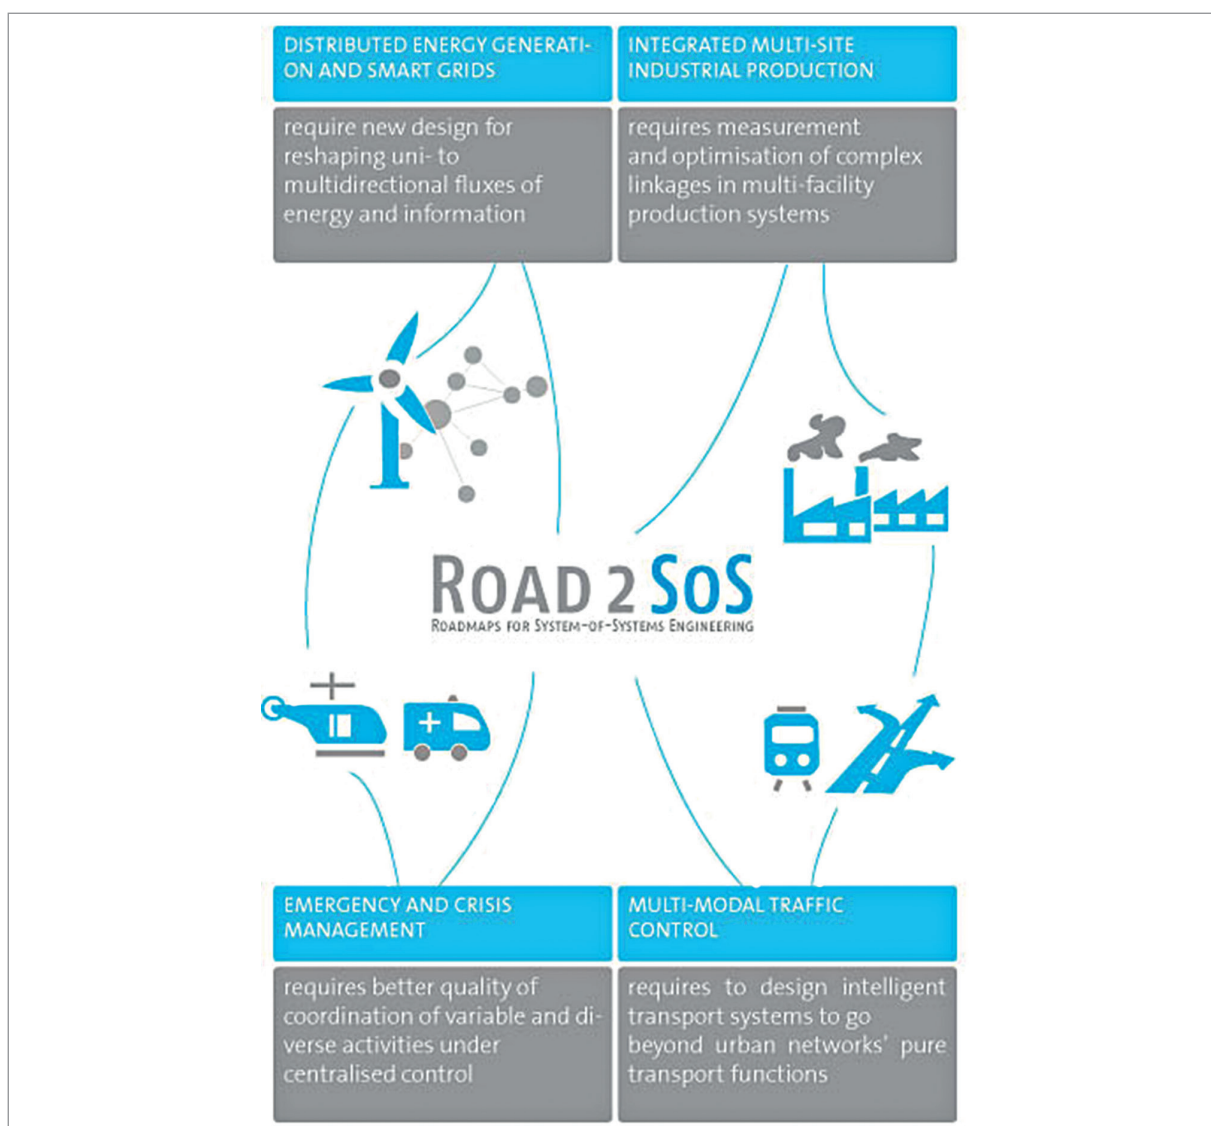 DISTRIBUTED ENERGY GENERATI-
ON AND SMART GRIDS
require new design for
reshaping uni- to
multidirectional fluxes of
energy and information
INTEGRATED MULTI-SITE
INDUSTRIAL PRODUCTION
requires measurement
and optimisation of complex
linkages in multi-facility
production systems
ROAD 2 SoS
ROADMAPS FOR SYSTEM-OF-SYSTEMS ENGINEERING
EMERGENCY AND CRISIS
MANAGEMENT
requires better quality of
coordination of variable and di-
verse activities under
centralised control
MULTI-MODAL TRAFFIC
CONTROL
requires to design intelligent
transport systems to go
beyond urban networks' pure
transport functions